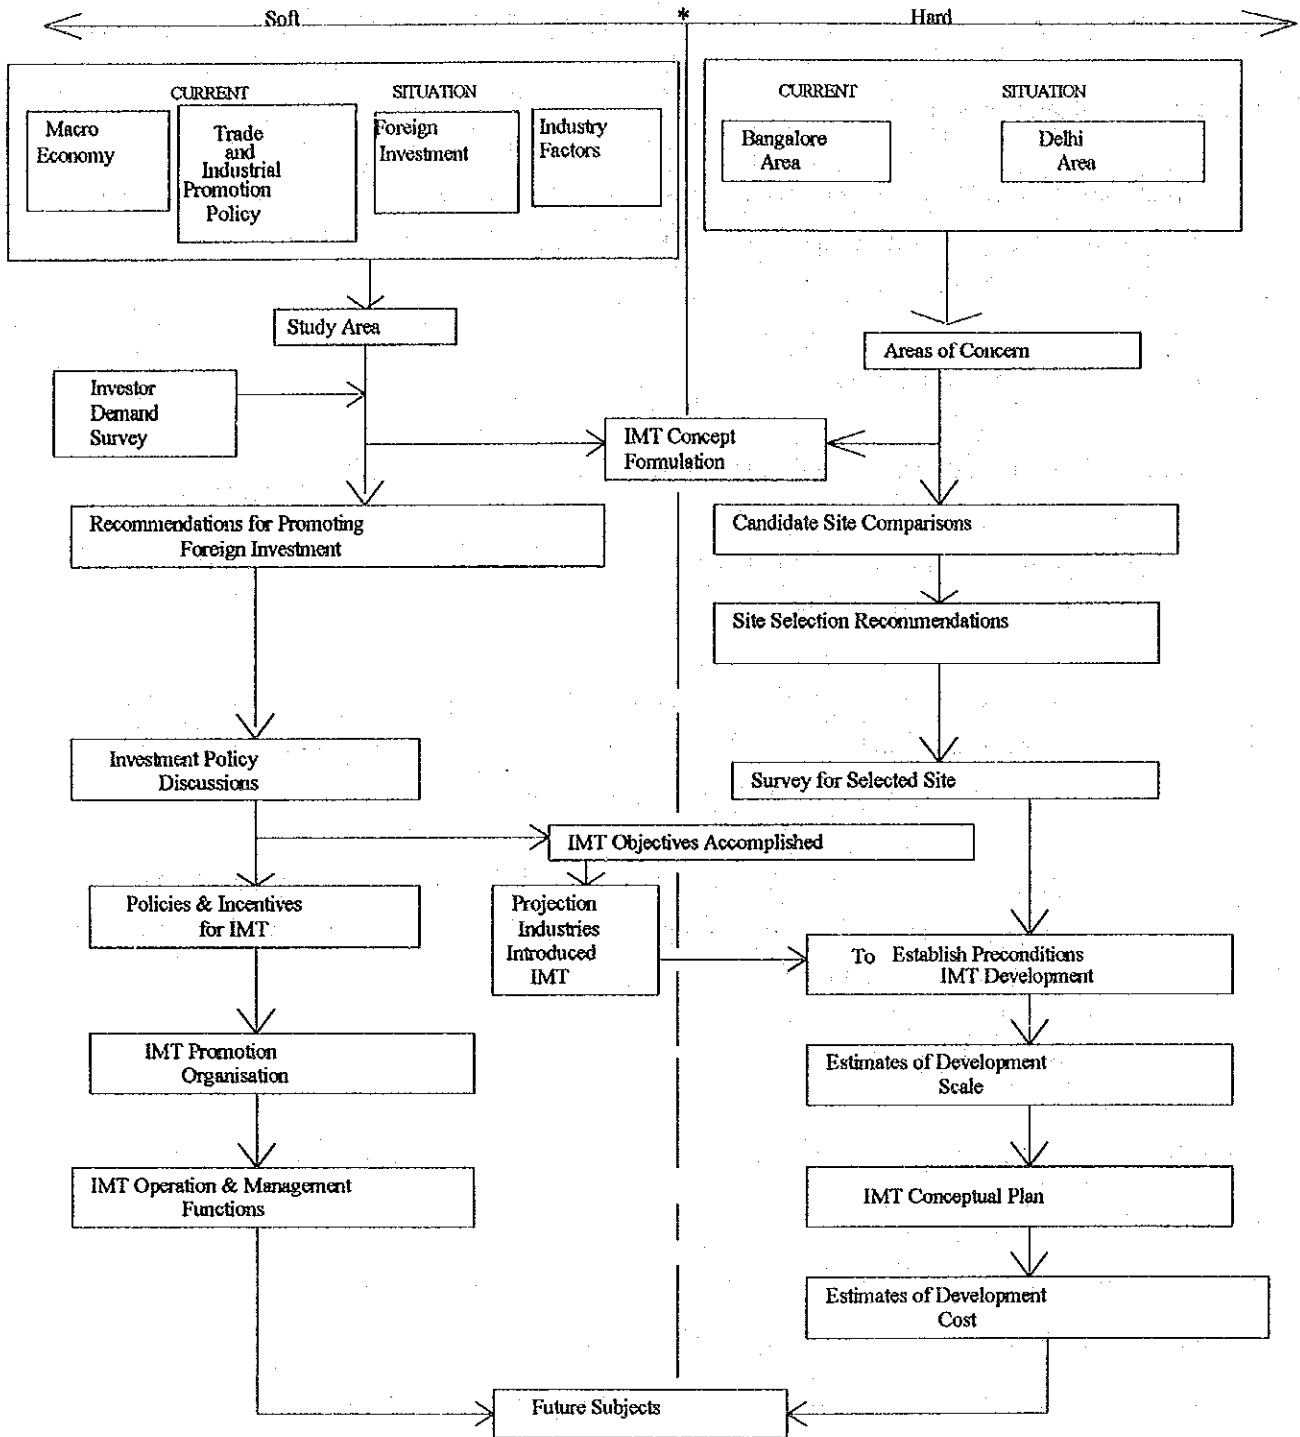 Soft * Hard
CURRENT SITUATION
Macro
Economy
Trade
and
Industrial
Promotion
Policy
Foreign
Investment
Industry
Factors
CURRENT SITUATION
Bangalore
Area
Delhi
Area
Study Area
Areas of Concern
Investor
Demand
Survey
IMT Concept
Formulation
Recommendations for Promoting
Foreign Investment
Candidate Site Comparisons
Site Selection Recommendations
Investment Policy
Discussions
Survey for Selected Site
IMT Objectives Accomplished
Policies & Incentives
for IMT
Projection
Industries
Introduced
IMT
To Establish Preconditions
IMT Development
IMT Promotion
Organisation
Estimates of Development
Scale
IMT Operation & Management
Functions
IMT Conceptual Plan
Estimates of Development
Cost
Future Subjects